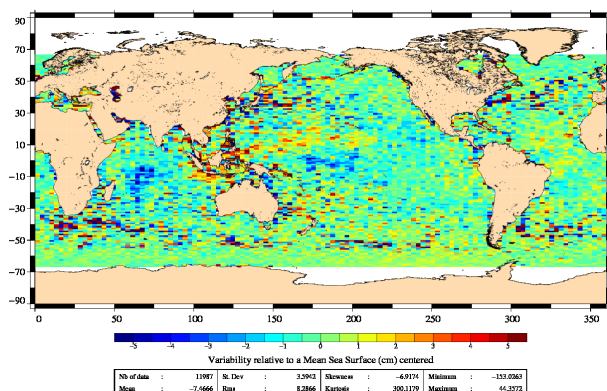 90
70
50
30
10
−10
−30
−50
−70
−90
0 50 100 150 200 250 300 350
−5 −4 −3 −2 −1 0 1 2 3 4 5
Variability relative to a Mean Sea Surface (cm) centered
Nb of data : 11987 St. Dev : 3.5942 Skewness : −6.9174 Minimum : −153.0263
Mean : −7.4666 Rms : 8.2866 Kurtosis : 300.1179 Maximum : 44.3572